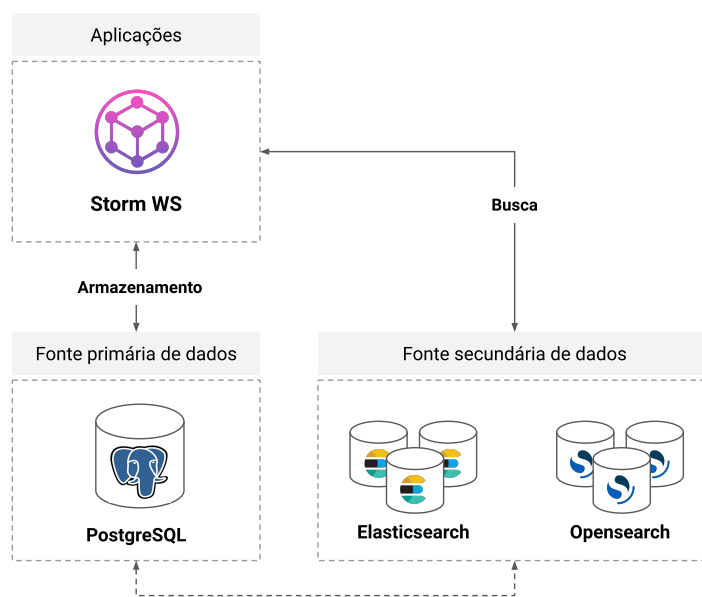 Aplicações
Storm WS
Busca
Armazenamento
Fonte primária de dados
Fonte secundária de dados
PostgreSQL
Elasticsearch
Opensearch